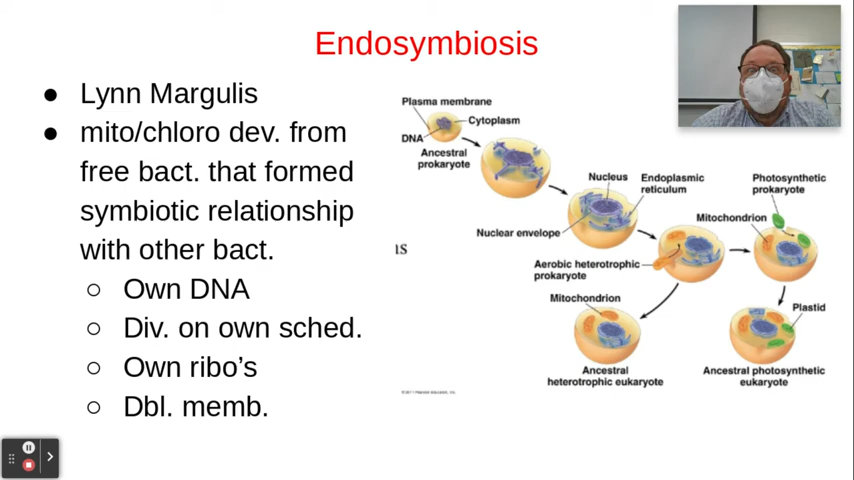 Endosymbiosis
● Lynn Margulis
● mito/chloro dev. from
free bact. that formed
symbiotic relationship
with other bact.
○ Own DNA
○ Div. on own sched.
○ Own ribo’s
○ Dbl. memb.
Plasma membrane
Cytoplasm
DNA
Ancestral
prokaryote
Nucleus
Endoplasmic
reticulum
Nuclear envelope
Photosynthetic
prokaryote
Mitochondrion
Aerobic heterotrophic
prokaryote
Mitochondrion
Plastid
Ancestral
heterotrophic eukaryote
Ancestral photosynthetic
eukaryote